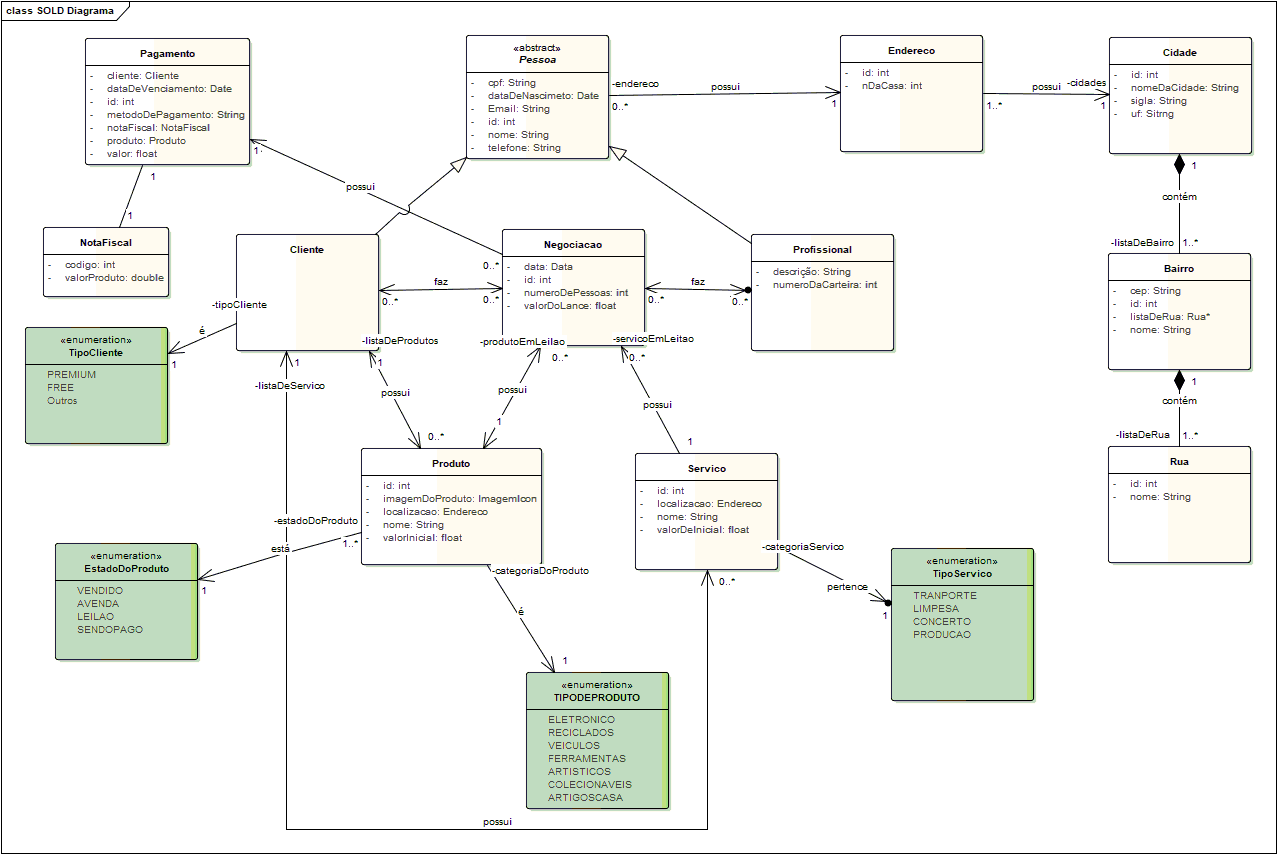 class SOLD Diagrama
Pagamento
- cliente: Cliente
- dataDeVenciamento: Date
- id: int
- metodoDePagamento: String
- notaFiscal: NotaFiscal
- produto: Produto
- valor: float
«abstract»
Pessoa
- cpf: String
- dataDeNascimeto: Date
- Email: String
- id: int
- nome: String
- telefone: String
-endereco
0..*
possui
1
Endereco
- id: int
- nDaCasa: int
1..*
possui
-cidades
1
Cidade
- id: int
- nomeDaCidade: String
- sigla: String
- uf: Sitrng
1
contém
-listaDeBairro
1..*
1
1
1..
possui
NotaFiscal
- codigo: int
- valorProduto: double
Cliente
Negociacao
- data: Data
- id: int
- numeroDePessoas: int
- valorDoLance: float
0..*
faz
0..*
0..*
Profissional
- descrição: String
- numeroDaCarteira: int
faz
0..*
0..*
Bairro
- cep: String
- id: int
- listaDeRua: Rua*
- nome: String
1
contém
-listaDeRua
1..*
-tipoCliente
é
1
«enumeration»
TipoCliente
PREMIUM
FREE
Outros
-listaDeProdutos
1
possui
0..*
-produtoEmLeilao
0..*
possui
1
-servicoEmLeitao
0..*
possui
1
1
-listaDeServico
Produto
- id: int
- imagemDoProduto: ImagemIcon
- localizacao: Endereco
- nome: String
- valorInicial: float
Servico
- id: int
- localizacao: Endereco
- nome: String
- valorDeInicial: float
Rua
- id: int
- nome: String
-estadoDoProduto
1..*
está
1
«enumeration»
EstadoDoProduto
VENDIDO
AVENDA
LEILAO
SENDOPAGO
-categoriaDoProduto
é
1
-categoriaServico
pertence
1
0..*
«enumeration»
TipoServico
TRANPORTE
LIMPESA
CONCERTO
PRODUCAO
«enumeration»
TIPODEPRODUTO
ELETRONICO
RECICLADOS
VEICULOS
FERRAMENTAS
ARTISTICOS
COLECIONAVEIS
ARTIGOSCASA
possui